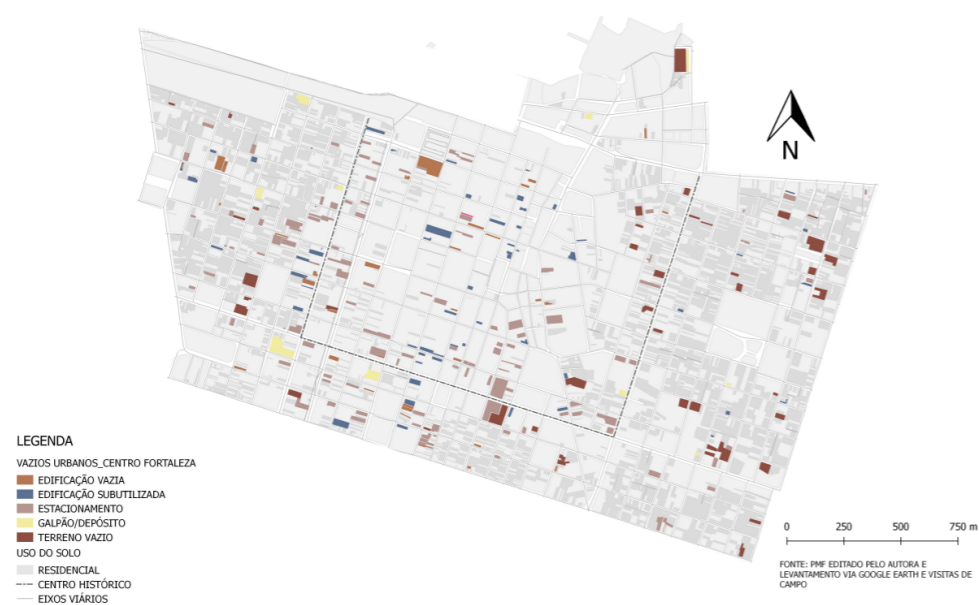 N
LEGENDA
VAZIOS URBANOS_CENTRO FORTALEZA
EDIFICAÇÃO VAZIA
EDIFICAÇÃO SUBUTILIZADA
ESTACIONAMENTO
GALPÃO/DEPÓSITO
TERRENO VAZIO
USO DO SOLO
RESIDENCIAL
CENTRO HISTÓRICO
EIXOS VIÁRIOS
0 250 500 750 m
FONTE: PMF EDITADO PELO AUTORA E
LEVANTAMENTO VIA GOOGLE EARTH E VISITAS DE
CAMPO